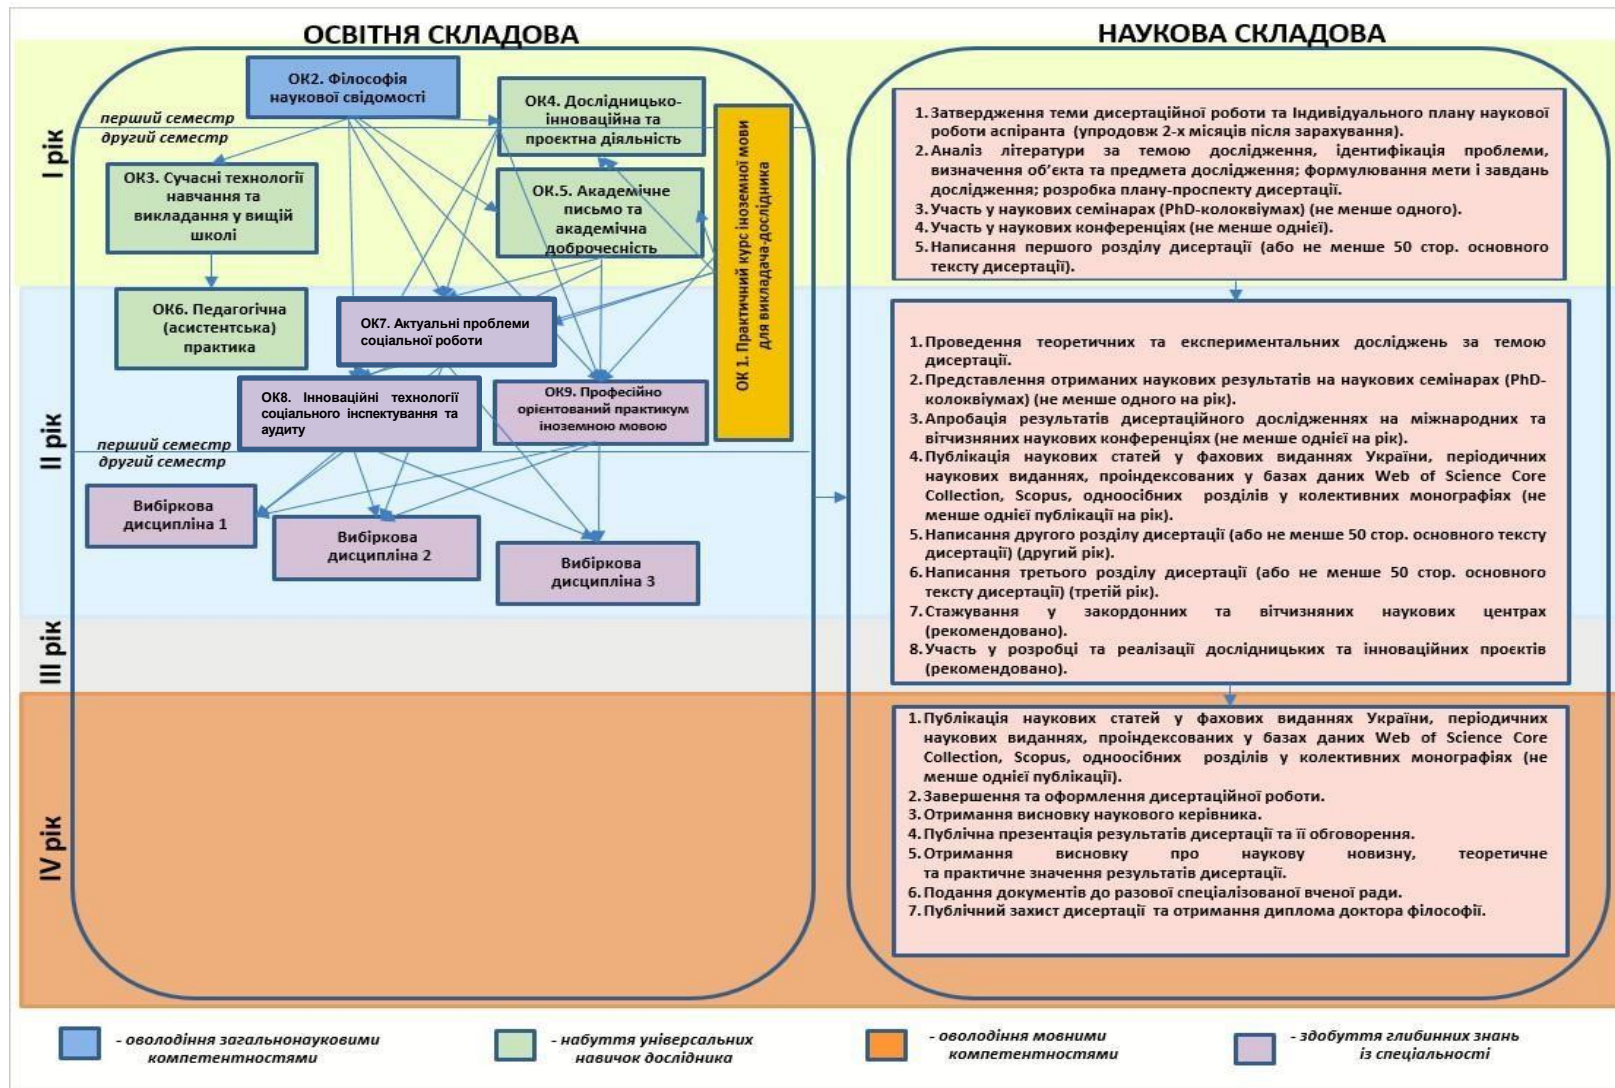 ОСВІТНЯ СКЛАДОВА
НАУКОВА СКЛАДОВА
І рік
перший семестр
другий семестр
ОК2. Філософія
наукової свідомості
ОК4. Дослідницько-
інноваційна та
проєктна діяльність
ОК3. Сучасні технології
навчання та
викладання у вищій
школі
ОК.5. Академічне
письмо та
академічна
доброчесність
ОК 1. Практичний курс іноземної мови
для викладача-дослідника
ІІ рік
ОК6. Педагогічна
(асистентська)
практика
ОК7. Актуальні проблеми
соціальної роботи
ОК8. Інноваційні технології
соціального інспектування та
аудиту
ОК9. Професійно
орієнтований практикум
іноземною мовою
перший семестр
другий семестр
Вибіркова
дисципліна 1
Вибіркова
дисципліна 2
Вибіркова
дисципліна 3
ІІІ рік
IV рік
1. Затвердження теми дисертаційної роботи та Індивідуального плану наукової
роботи аспіранта (упродовж 2-х місяців після зарахування).
2. Аналіз літератури за темою дослідження, ідентифікація проблеми,
визначення об’єкта та предмета дослідження; формулювання мети і завдань
дослідження; розробка плану-проспекту дисертації.
3. Участь у наукових семінарах (PhD-колоквіумах) (не менше одного).
4. Участь у наукових конференціях (не менше однієї).
5. Написання першого розділу дисертації (або не менше 50 стор. основного
тексту дисертації).
1. Проведення теоретичних та експериментальних досліджень за темою
дисертації.
2. Представлення отриманих наукових результатів на наукових семінарах (PhD-
колоквіумах) (не менше одного на рік).
3. Апробація результатів дисертаційного дослідженнях на міжнародних та
вітчизняних наукових конференціях (не менше однієї на рік).
4. Публікація наукових статей у фахових виданнях України, періодичних
наукових виданнях, проіндексованих у базах даних Web of Science Core
Collection, Scopus, одноосібних розділів у колективних монографіях (не
менше однієї публікації на рік).
5. Написання другого розділу дисертації (або не менше 50 стор. основного тексту
дисертації) (другий рік).
6. Написання третього розділу дисертації (або не менше 50 стор. основного
тексту дисертації) (третій рік).
7. Стажування у закордонних та вітчизняних наукових центрах
(рекомендовано).
8. Участь у розробці та реалізації дослідницьких та інноваційних проєктів
(рекомендовано).
1. Публікація наукових статей у фахових виданнях України, періодичних
наукових виданнях, проіндексованих у базах даних Web of Science Core
Collection, Scopus, одноосібних розділів у колективних монографіях (не
менше однієї публікації).
2. Завершення та оформлення дисертаційної роботи.
3. Отримання висновку наукового керівника.
4. Публічна презентація результатів дисертації та її обговорення.
5. Отримання висновку про наукову новизну, теоретичне
та практичне значення результатів дисертації.
6. Подання документів до разової спеціалізованої вченої ради.
7. Публічний захист дисертації та отримання диплома доктора філософії.
- оволодіння загальнонауковими
компетентностями
- набуття універсальних
навичок дослідника
- оволодіння мовними
компетентностями
- здобуття глибинних знань
із спеціальності